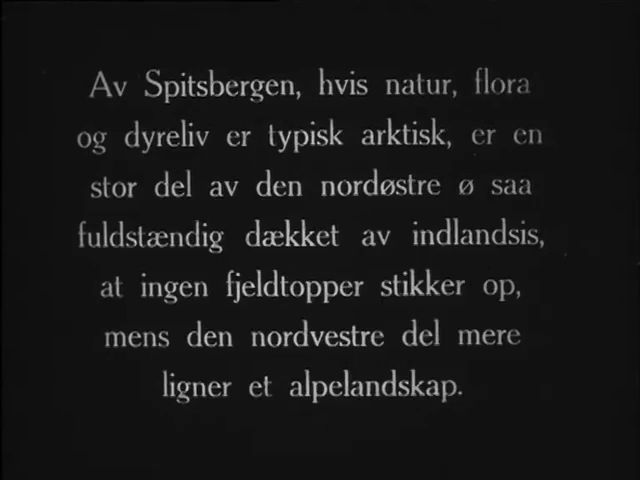 Av Spitsbergen, hvis natur, flora
og dyreliv er typisk arktisk, er en
stor del av den nordøstre ø saa
fuldstændig dækket av indlandsis,
at ingen fjeldtopper stikker op,
mens den nordvestre del mere
ligner et alpelandskap.